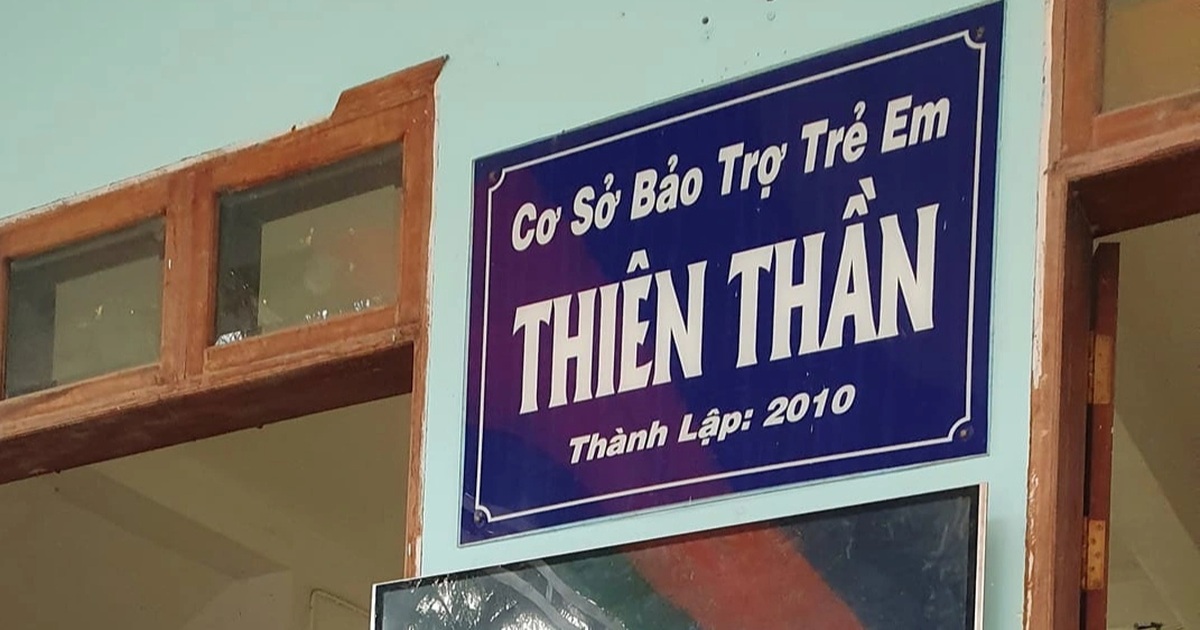 Cơ Sở Bảo Trợ Trẻ Em
THIÊN THẦN
Thành Lập: 2010